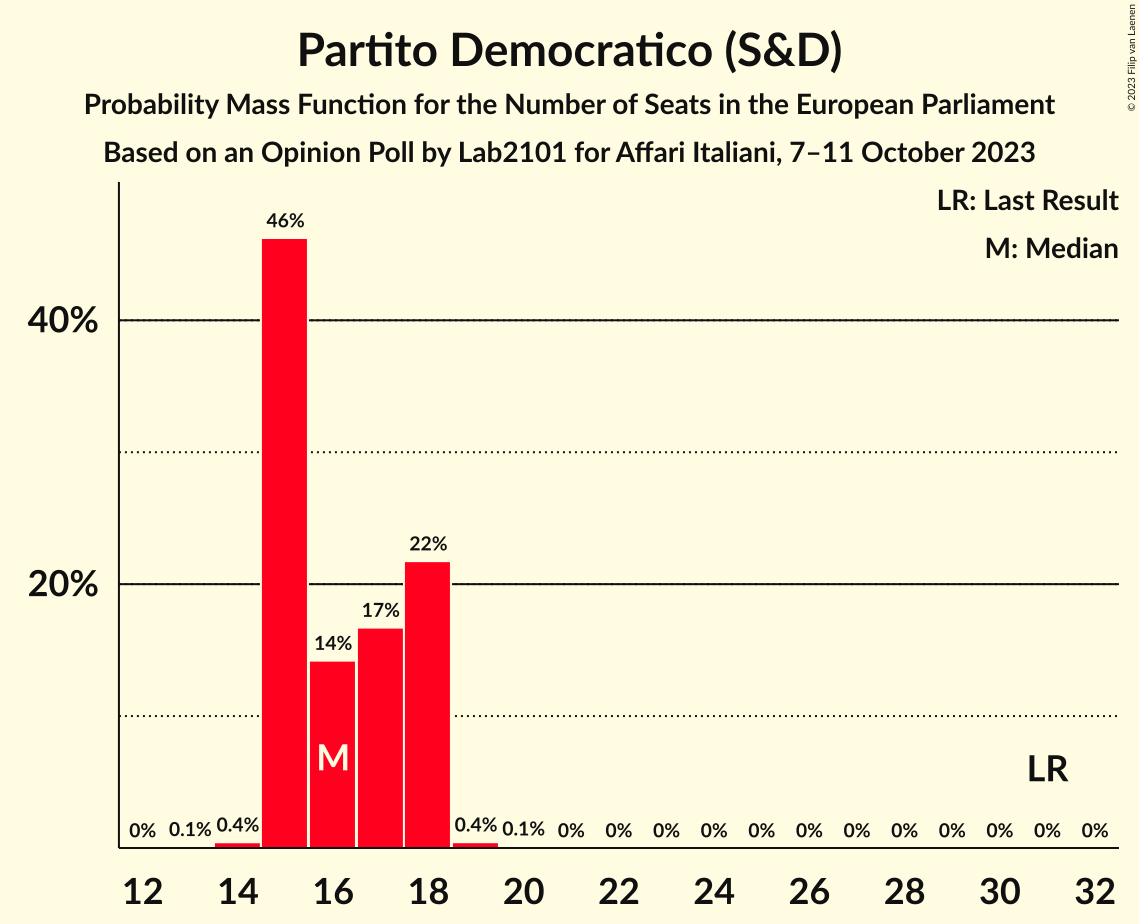 Partito Democratico (S&D)
Probability Mass Function for the Number of Seats in the European Parliament
Based on an Opinion Poll by Lab2101 for Affari Italiani, 7–11 October 2023
© 2023 Filip van Laenen
LR: Last Result
M: Median
40%
20%
46%
22%
17%
14%
M
LR
0% 0.1% 0.4% 0.4% 0.1% 0% 0% 0% 0% 0% 0% 0% 0% 0% 0% 0% 0%
12 14 16 18 20 22 24 26 28 30 32